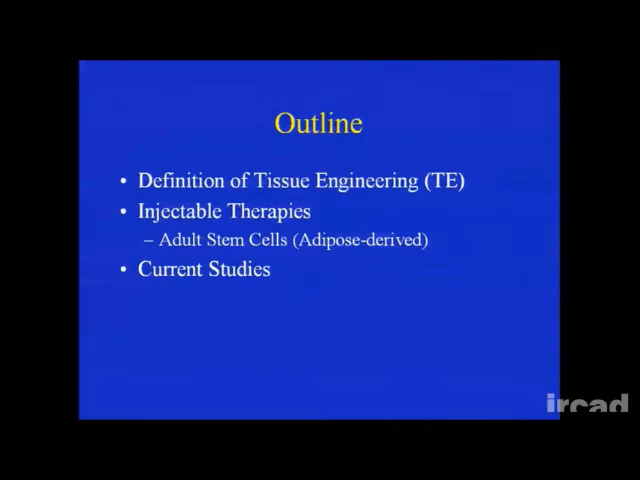 Outline
• Definition of Tissue Engineering (TE)
• Injectable Therapies
– Adult Stem Cells (Adipose-derived)
• Current Studies
ircad